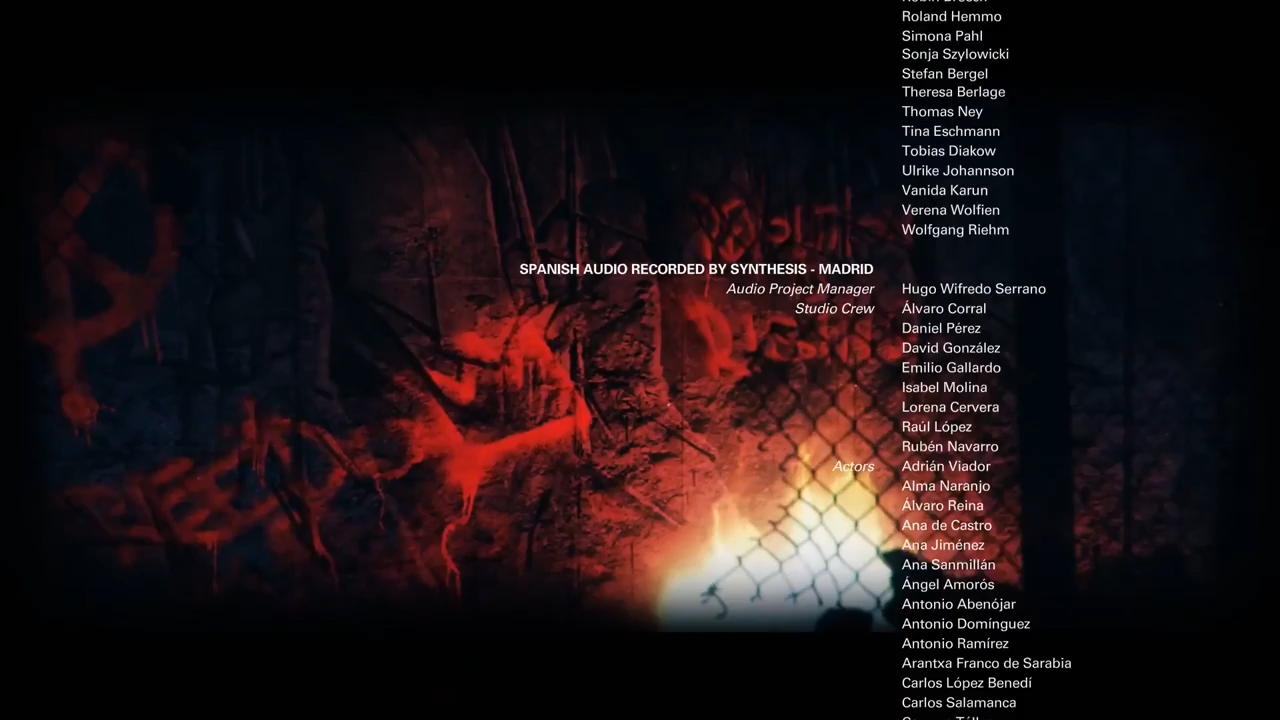 Roland Hemmo
Simona Pahl
Sonja Szylowicki
Stefan Bergel
Theresa Berlage
Thomas Ney
Tina Eschmann
Tobias Diakow
Ulrike Johannson
Vanida Karun
Verena Wolfien
Wolfgang Riehm
SPANISH AUDIO RECORDED BY SYNTHESIS - MADRID
Audio Project Manager Hugo Wifredo Serrano
Studio Crew Álvaro Corral
Daniel Pérez
David González
Emilio Gallardo
Isabel Molina
Lorena Cervera
Raúl López
Rubén Navarro
Actors Adrián Viador
Alma Naranjo
Álvaro Reina
Ana de Castro
Ana Jiménez
Ana Sanmillán
Ángel Amorós
Antonio Abenójar
Antonio Domínguez
Antonio Ramírez
Arantxa Franco de Sarabia
Carlos López Benedí
Carlos Salamanca